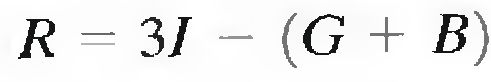 R = 3I − (G + B)